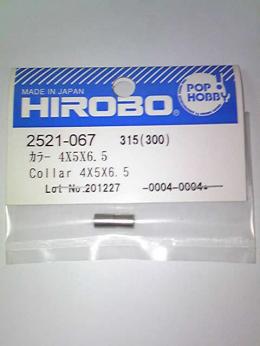 MADE IN JAPAN
HIROBO
POP
HOBBY
2521-067 315(300)
カラー 4X5X6.5
Collar 4X5X6.5
Lot No.201227 -0004-0004